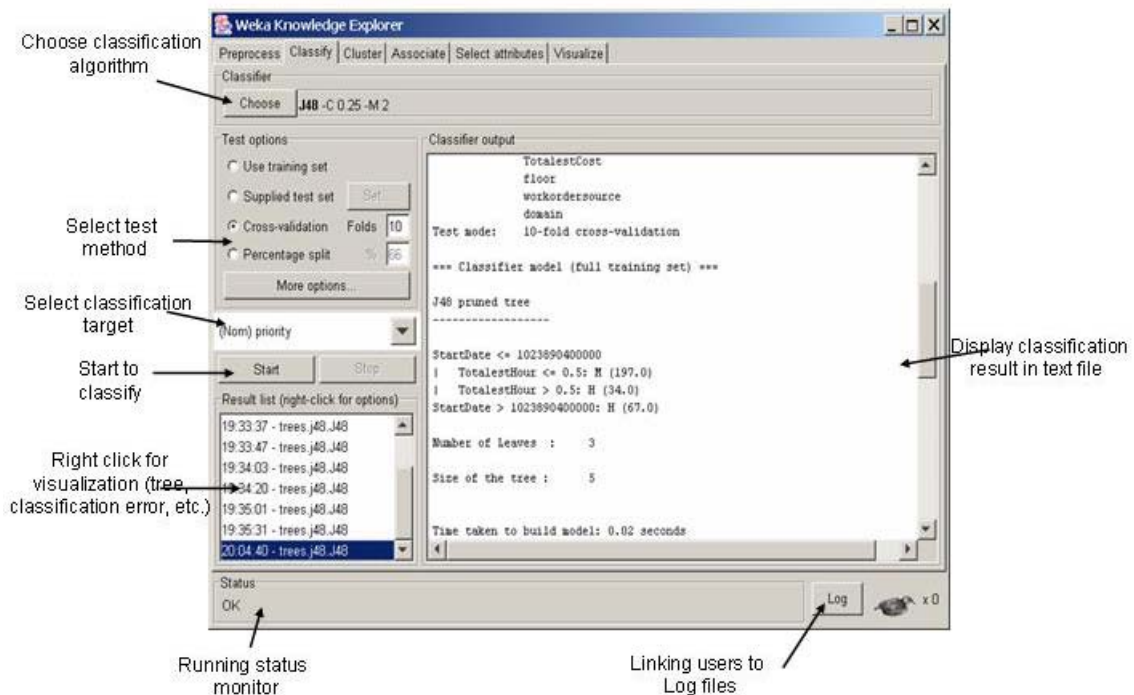 Weka Knowledge Explorer
Choose classification
algorithm
Preprocess Classify Cluster Associate Select attributes Visualize
Classifier
Choose J48 -C 0.25 -M 2
Test options
Use training set
Supplied test set Set...
Cross-validation Folds 10
Percentage split % 66
More options...
Select test
method
Select classification
target
(Nom) priority
Start to
classify
Start Stop
Result list (right-click for options)
19:33:37 - trees.j48.J48
19:33:47 - trees.j48.J48
19:34:03 - trees.j48.J48
19:34:20 - trees.j48.J48
19:35:01 - trees.j48.J48
19:35:31 - trees.j48.J48
20:04:40 - trees.j48.J48
Right click for
visualization (tree,
classification error, etc.)
Classifier output
TotalestCost
floor
workordersource
domain
Test mode: 10-fold cross-validation
=== Classifier model (full training set) ===
J48 pruned tree
------------------
StartDate <= 1023890400000
| TotalestHour <= 0.5: M (197.0)
| TotalestHour > 0.5: H (34.0)
StartDate > 1023890400000: H (67.0)
Number of Leaves : 3
Size of the tree : 5
Time taken to build model: 0.02 seconds
Display classification
result in text file
Status
OK
Log x 0
Running status
monitor
Linking users to
Log files